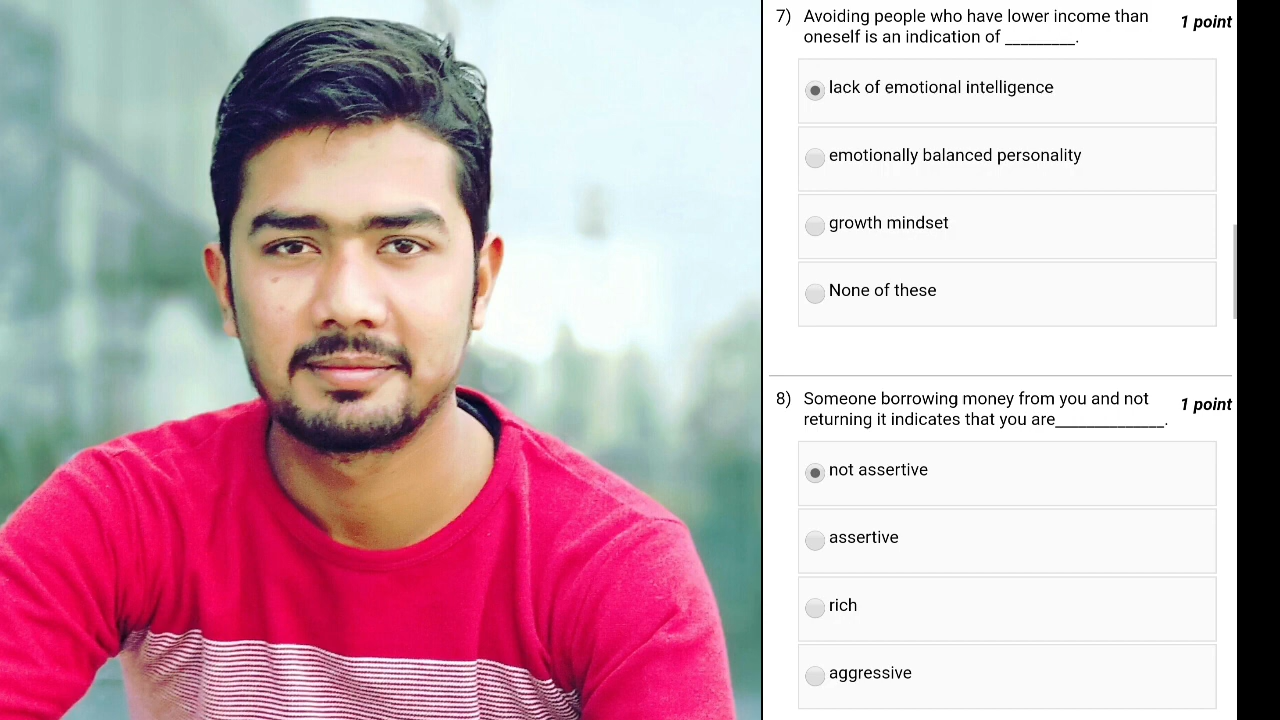 7) Avoiding people who have lower income than 1 point
oneself is an indication of _________.
lack of emotional intelligence
emotionally balanced personality
growth mindset
None of these
8) Someone borrowing money from you and not 1 point
returning it indicates that you are______________.
not assertive
assertive
rich
aggressive